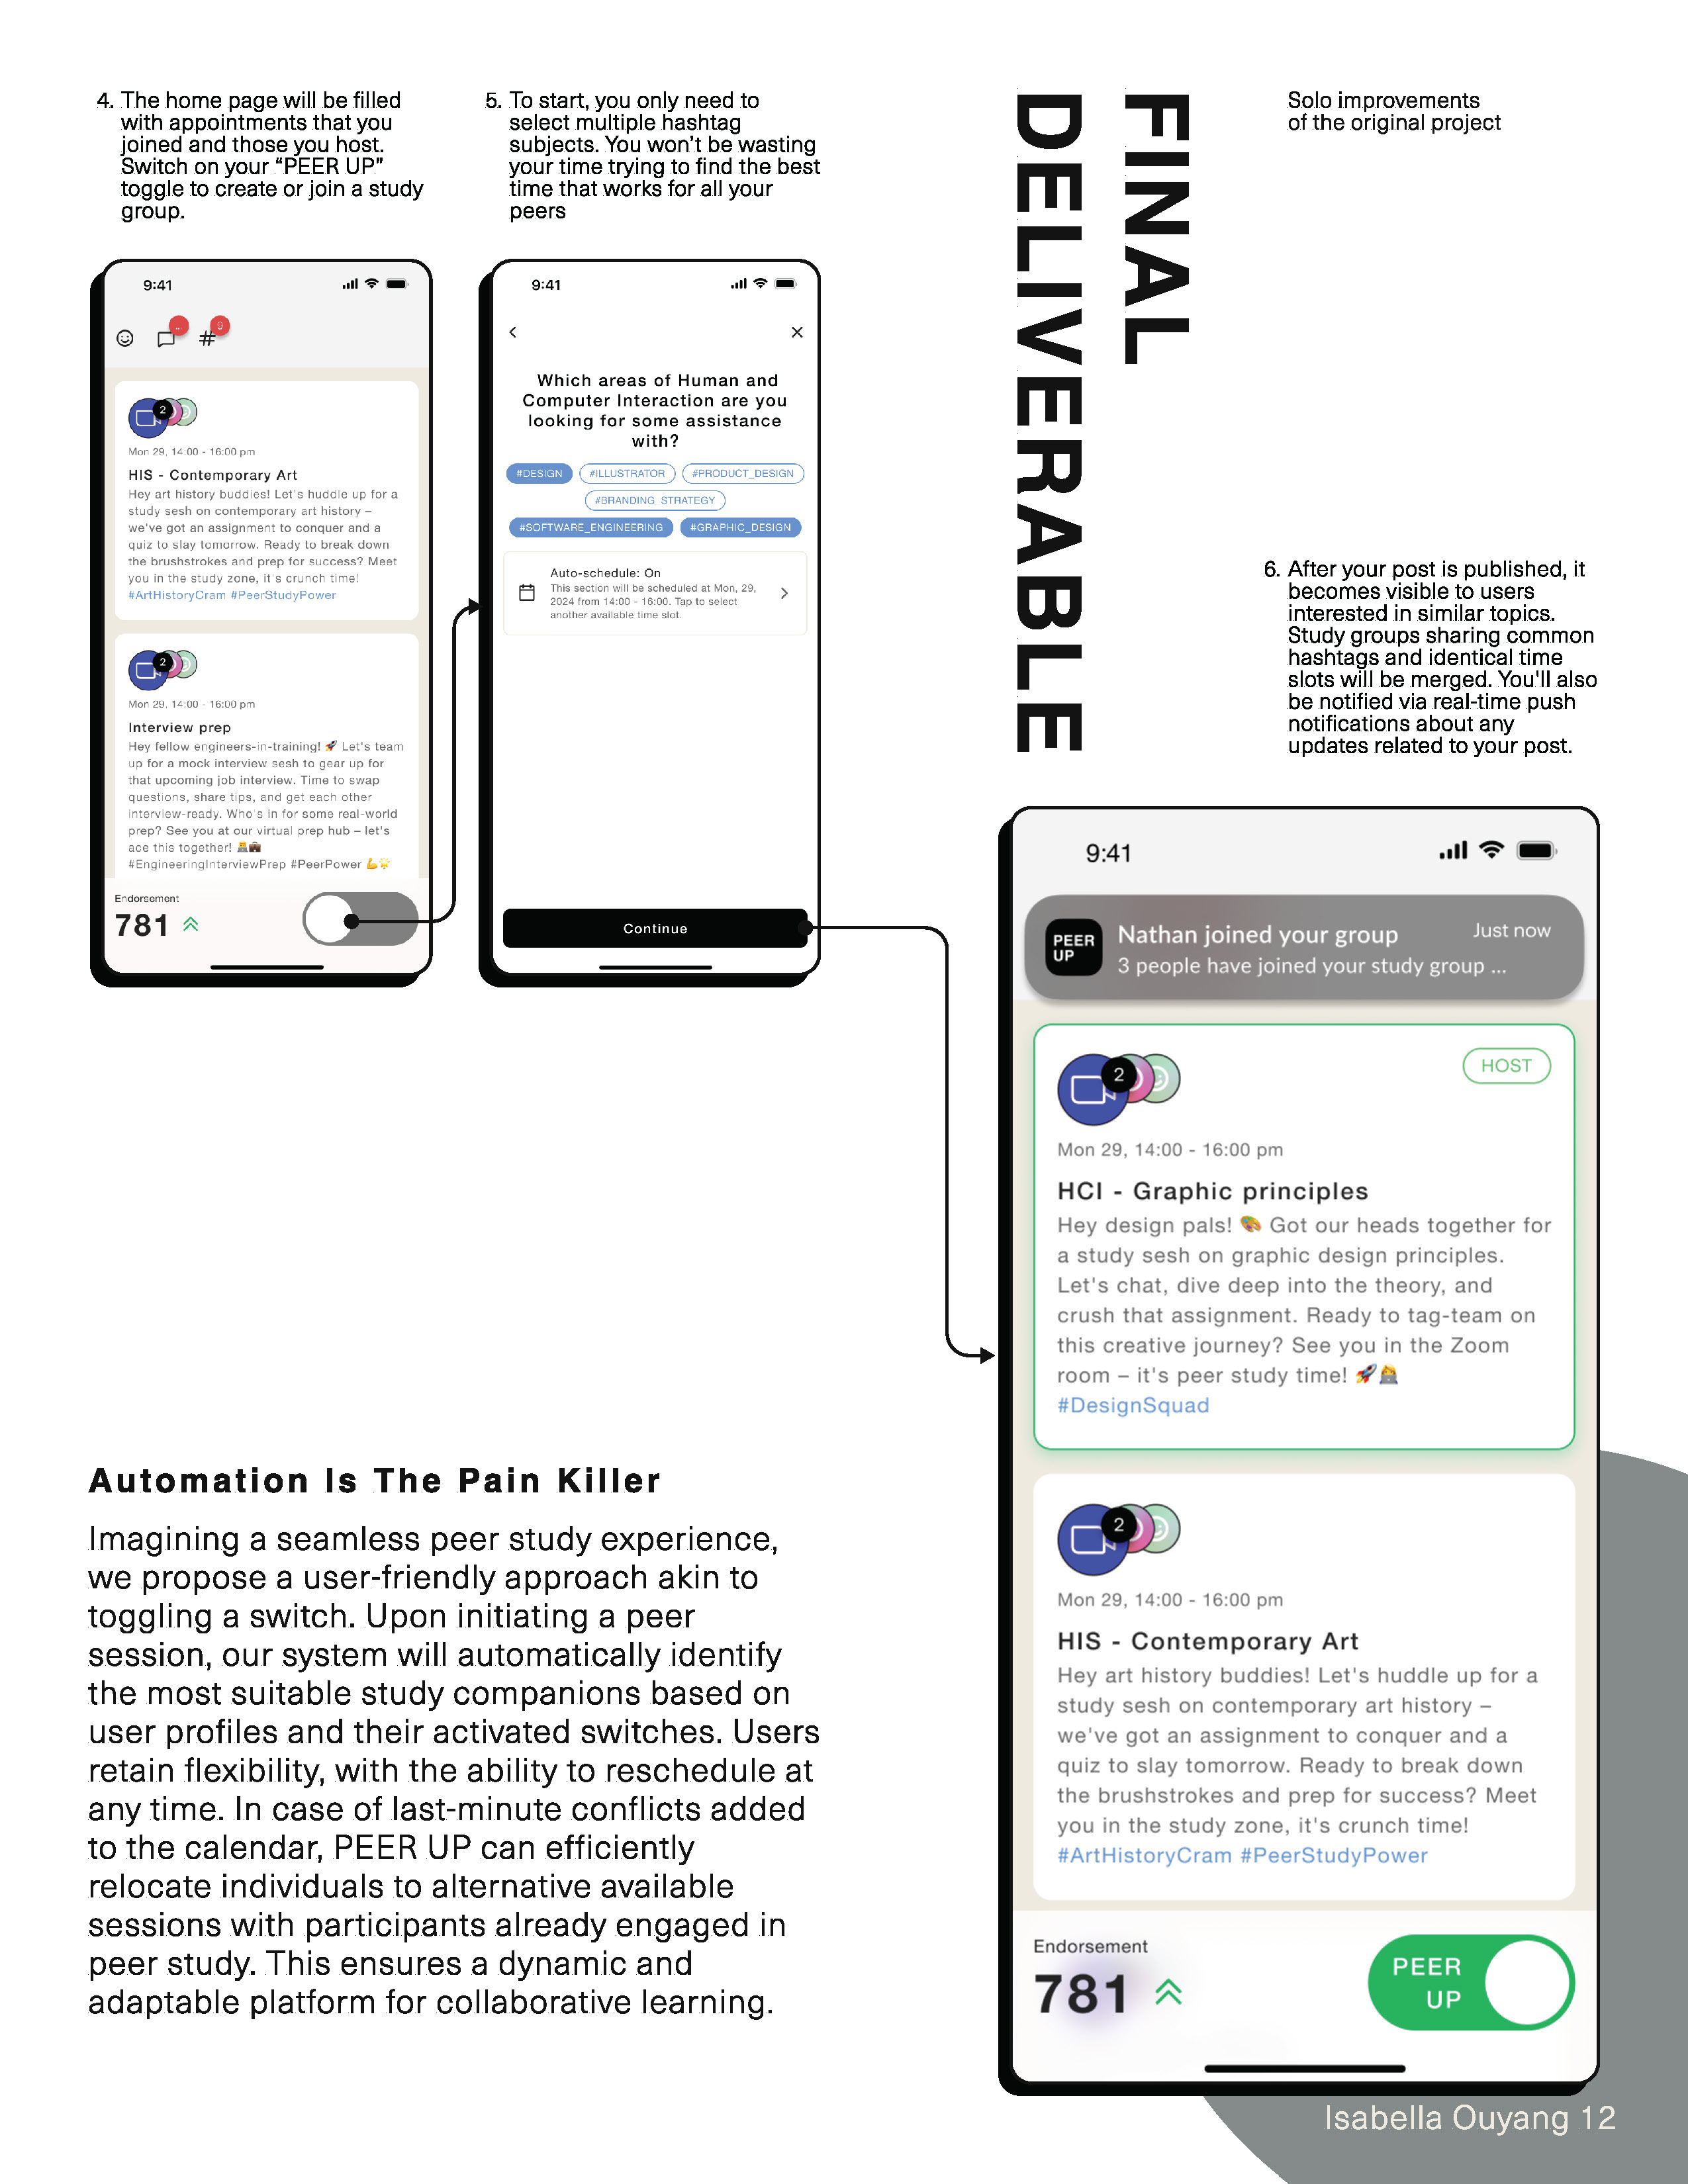 4. The home page will be filled
with appointments that you
joined and those you host.
Switch on your “PEER UP”
toggle to create or join a study
group.
5. To start, you only need to
select multiple hashtag
subjects. You won’t be wasting
your time trying to find the best
time that works for all your
peers
FINAL
DELIVERABLE
Solo improvements
of the original project
9:41
9
2
Mon 29, 14:00 - 16:00 pm
HIS - Contemporary Art
Hey art history buddies! Let's huddle up for a
study sesh on contemporary art history –
we've got an assignment to conquer and a
quiz to slay tomorrow. Ready to break down
the brushstrokes and prep for success? Meet
you in the study zone, it's crunch time!
#ArtHistoryCram #PeerStudyPower
2
Mon 29, 14:00 - 16:00 pm
Interview prep
Hey fellow engineers-in-training! 🚀 Let's team
up for a mock interview sesh to gear up for
that upcoming job interview. Time to swap
questions, share tips, and get each other
interview-ready. Who's in for some real-world
prep? See you at our virtual prep hub – let's
ace this together! 👩‍💻💼
#EngineeringInterviewPrep #PeerPower 💪🌟
Endorsement
781
9:41
Which areas of Human and
Computer Interaction are you
looking for some assistance
with?
#DESIGN #ILLUSTRATOR #PRODUCT_DESIGN
#BRANDING_STRATEGY
#SOFTWARE_ENGINEERING #GRAPHIC_DESIGN
Auto-schedule: On
This section will be scheduled at Mon, 29,
2024 from 14:00 - 16:00. Tap to select
another available time slot.
Continue
6. After your post is published, it
becomes visible to users
interested in similar topics.
Study groups sharing common
hashtags and identical time
slots will be merged. You'll also
be notified via real-time push
notifications about any
updates related to your post.
9:41
PEER
UP
Nathan joined your group
Just now
3 people have joined your study group ...
2
HOST
Mon 29, 14:00 - 16:00 pm
HCI - Graphic principles
Hey design pals! 🎨 Got our heads together for
a study sesh on graphic design principles.
Let's chat, dive deep into the theory, and
crush that assignment. Ready to tag-team on
this creative journey? See you in the Zoom
room – it's peer study time! 🚀👩‍💻
#DesignSquad
2
Mon 29, 14:00 - 16:00 pm
HIS - Contemporary Art
Hey art history buddies! Let's huddle up for a
study sesh on contemporary art history –
we've got an assignment to conquer and a
quiz to slay tomorrow. Ready to break down
the brushstrokes and prep for success? Meet
you in the study zone, it's crunch time!
#ArtHistoryCram #PeerStudyPower
Endorsement
781
PEER
UP
Automation Is The Pain Killer
Imagining a seamless peer study experience,
we propose a user-friendly approach akin to
toggling a switch. Upon initiating a peer
session, our system will automatically identify
the most suitable study companions based on
user profiles and their activated switches. Users
retain flexibility, with the ability to reschedule at
any time. In case of last-minute conflicts added
to the calendar, PEER UP can efficiently
relocate individuals to alternative available
sessions with participants already engaged in
peer study. This ensures a dynamic and
adaptable platform for collaborative learning.
Isabella Ouyang 12